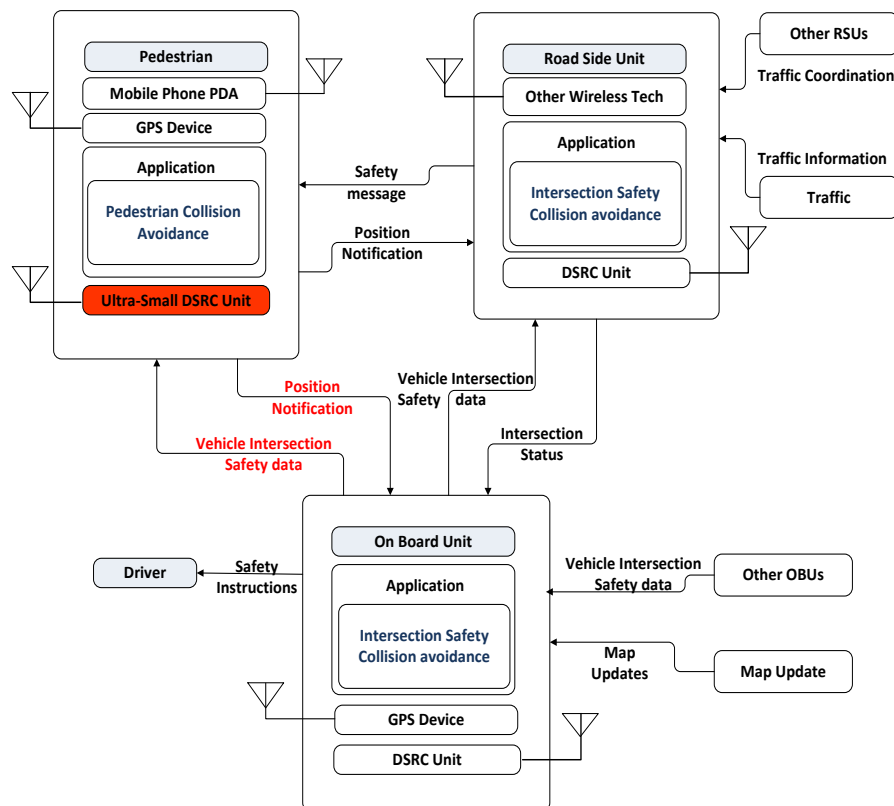 Pedestrian
Mobile Phone PDA
GPS Device
Application
Pedestrian Collision
Avoidance
Ultra-Small DSRC Unit
Road Side Unit
Other Wireless Tech
Application
Intersection Safety
Collision avoidance
DSRC Unit
Other RSUs
Traffic Coordination
Traffic Information
Traffic
Safety
message
Position
Notification
Position
Notification
Vehicle Intersection
Safety data
Vehicle Intersection
Safety data
Intersection
Status
On Board Unit
Application
Intersection Safety
Collision avoidance
GPS Device
DSRC Unit
Driver
Safety
Instructions
Vehicle Intersection
Safety data
Other OBUs
Map
Updates
Map Update